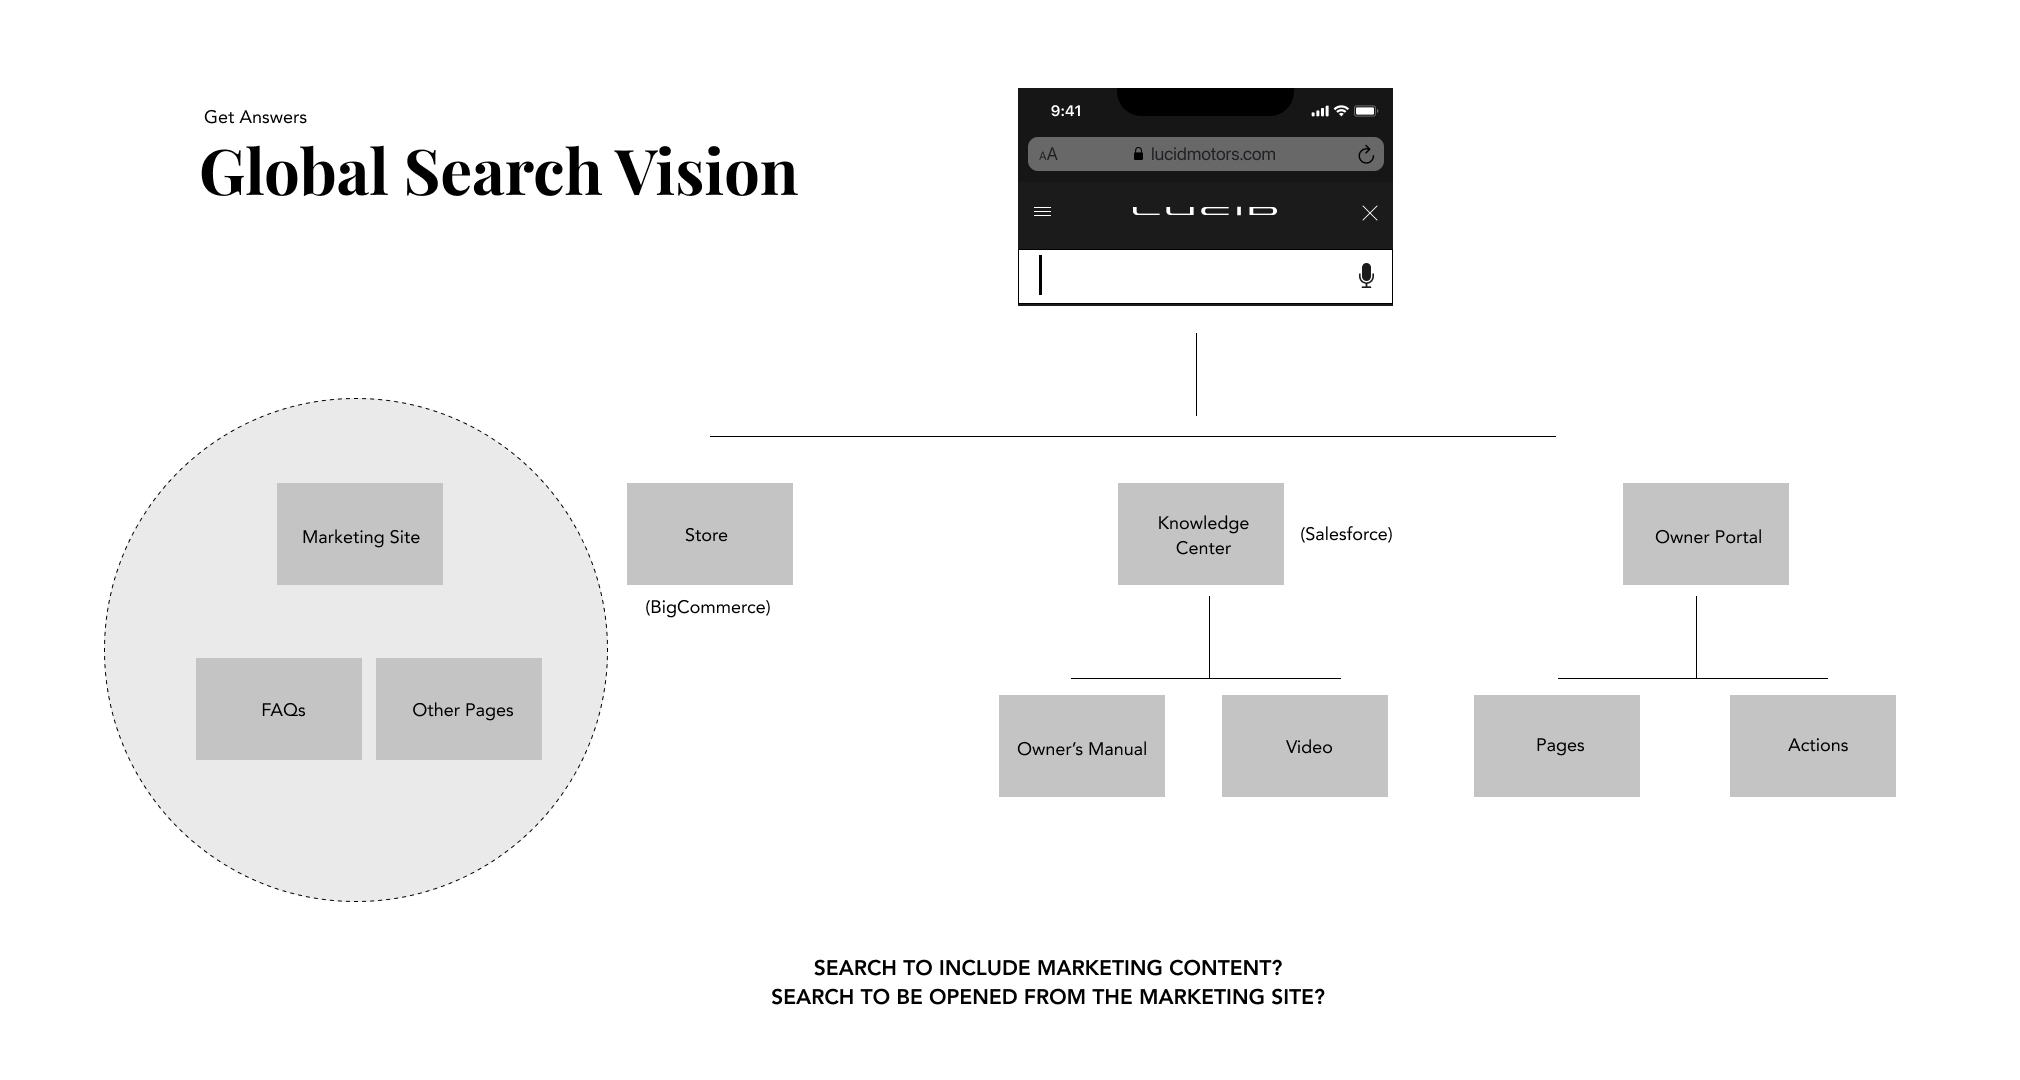 Get Answers
Global Search Vision
9:41
AA
lucidmotors.com
LUCID
Marketing Site
Store
Knowledge
Center
(Salesforce)
Owner Portal
(BigCommerce)
FAQs
Other Pages
Owner’s Manual
Video
Pages
Actions
SEARCH TO INCLUDE MARKETING CONTENT?
SEARCH TO BE OPENED FROM THE MARKETING SITE?